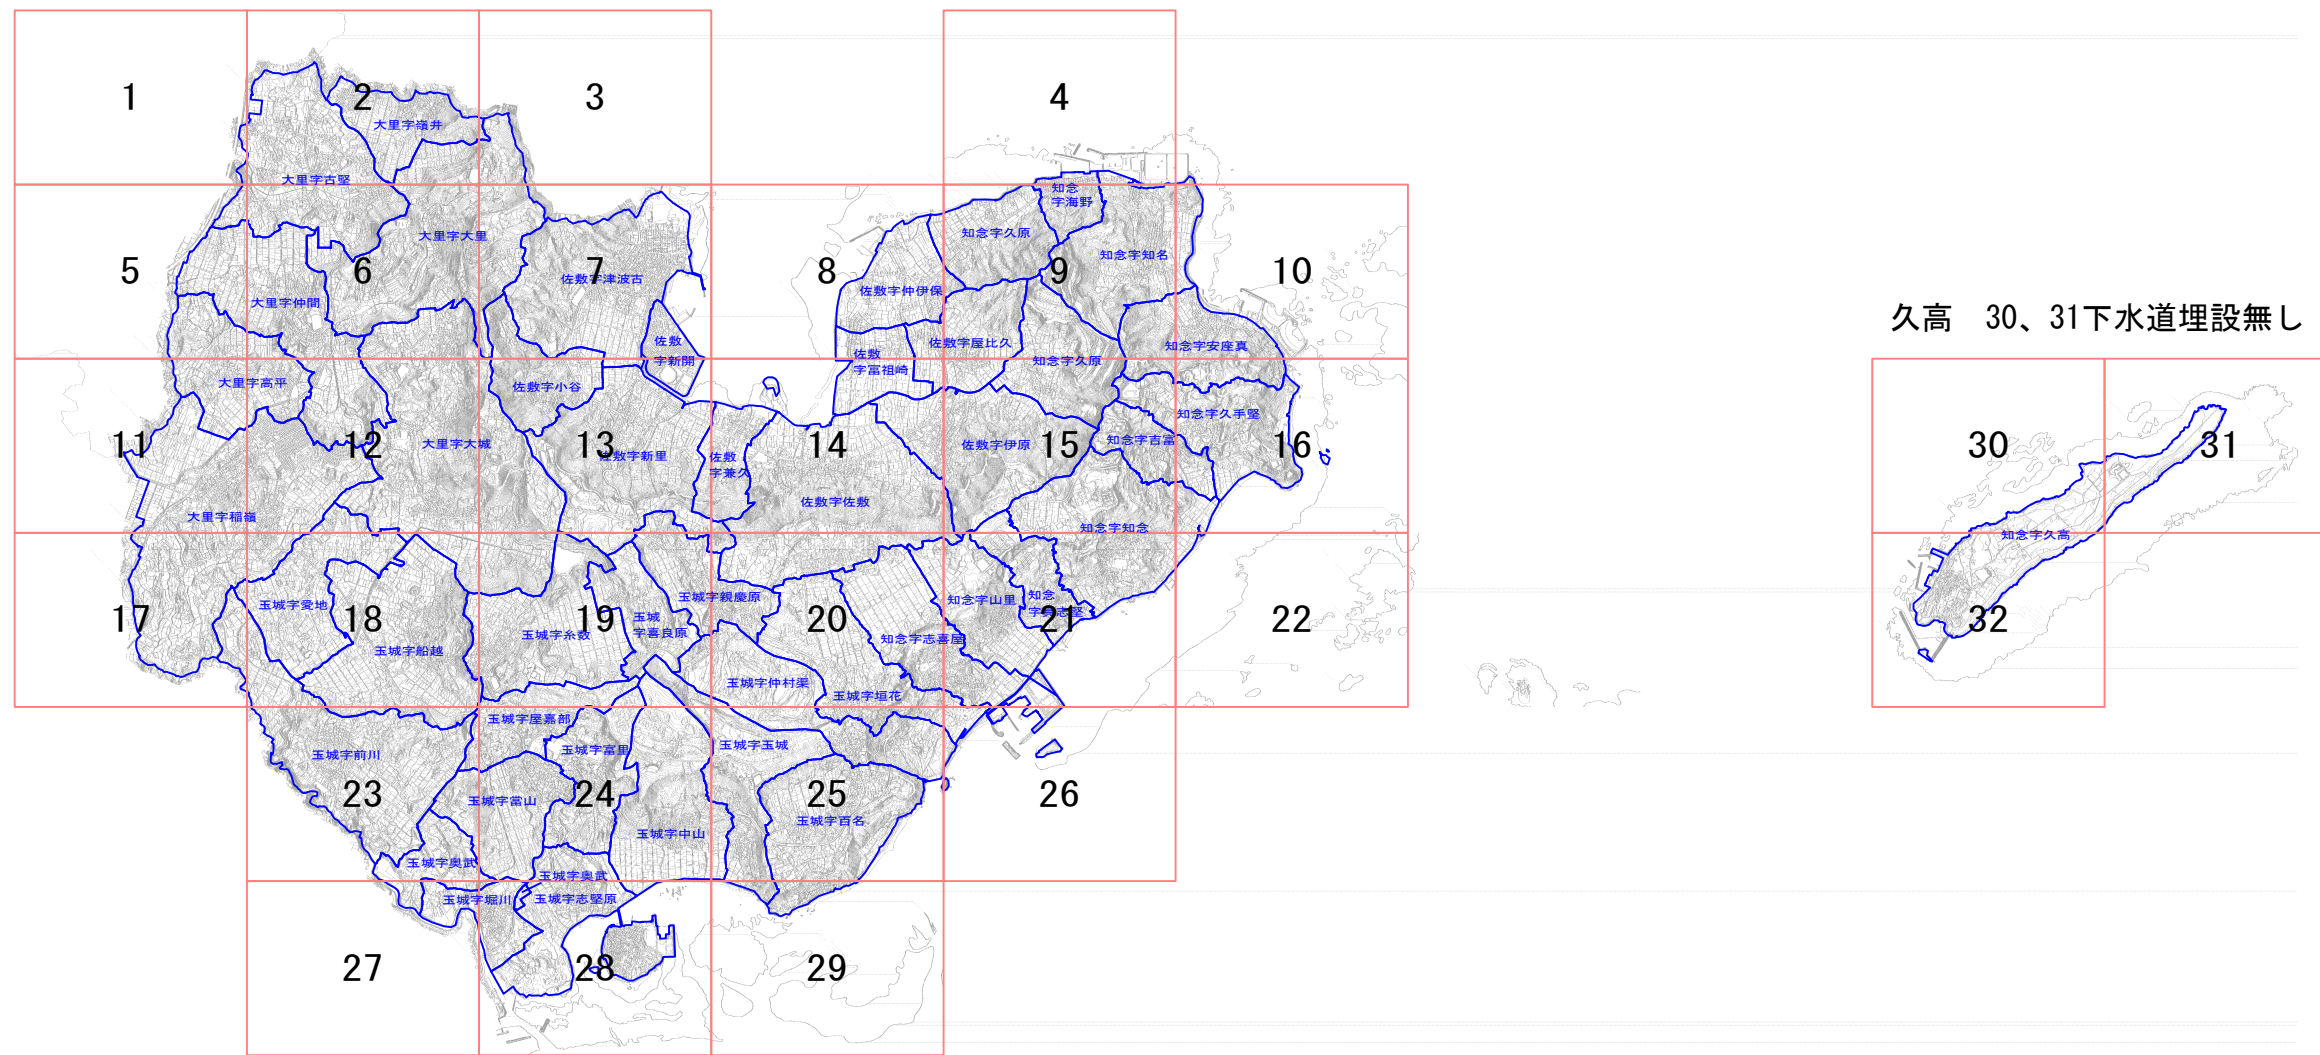 1
2
3
4
大里字嶺井
大里字古堅
知念
字海野
大里字大里
知念字久原
知念字知名
5
6
7
8
9
10
佐敷字津波古
佐敷字仲伊保
大里字仲間
久高　30、31下水道埋設無し
佐敷
字新開
佐敷字屋比久
知念字安座真
佐敷
字冨祖崎
知念字久原
大里字高平
佐敷字小谷
知念字久手堅
11
12
大里字大城
13
14
佐敷字伊原
15
知念字吉富
16
30
31
佐敷字新里
佐敷
字兼久
佐敷字佐敷
大里字稲嶺
知念字知念
知念字久高
17
玉城字愛地
18
19
玉城字糸数
玉城
字喜良原
玉城字親慶原
20
知念字山里
知念
字具志堅
21
22
32
玉城字船越
知念字志喜屋
玉城字仲村渠
玉城字垣花
玉城字屋嘉部
玉城字前川
玉城字富里
玉城字玉城
23
24
25
26
玉城字當山
玉城字中山
玉城字百名
玉城字奥武
玉城字奥武
玉城字堀川
玉城字志堅原
27
28
29